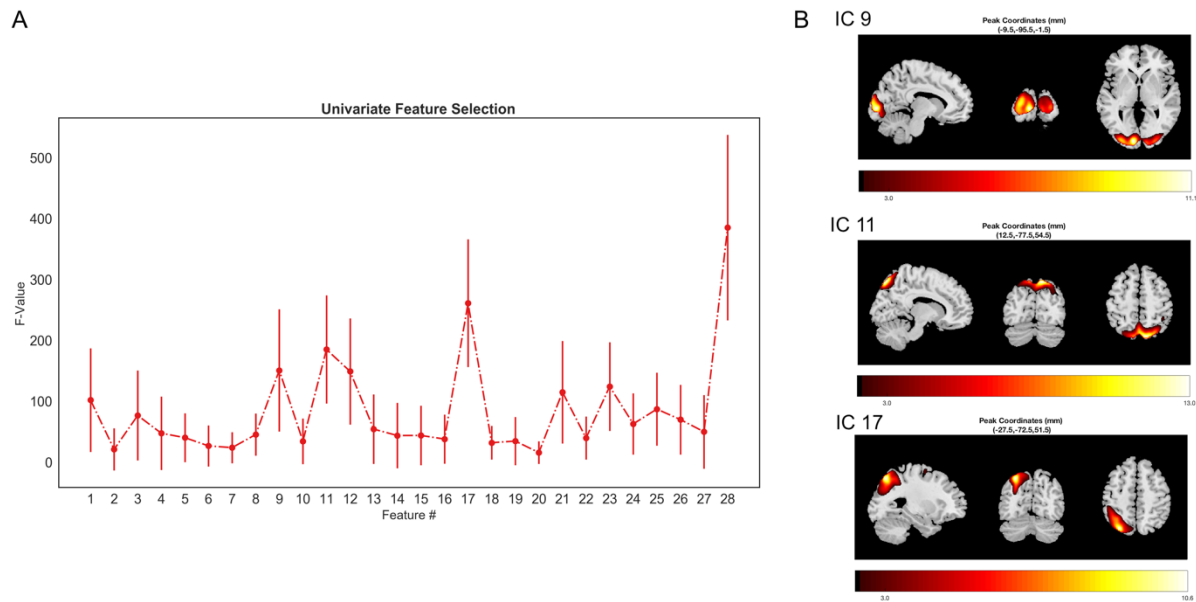 A
Univariate Feature Selection
F-Value
500
400
300
200
100
0
1 2 3 4 5 6 7 8 9 10 11 12 13 14 15 16 17 18 19 20 21 22 23 24 25 26 27 28
Feature #
B
IC 9
Peak Coordinates (mm)
(-9.5,-95.5,-1.5)
3.0 11.1
IC 11
Peak Coordinates (mm)
(12.5,-77.5,54.5)
3.0 13.0
IC 17
Peak Coordinates (mm)
(-27.5,-72.5,51.5)
3.0 10.6